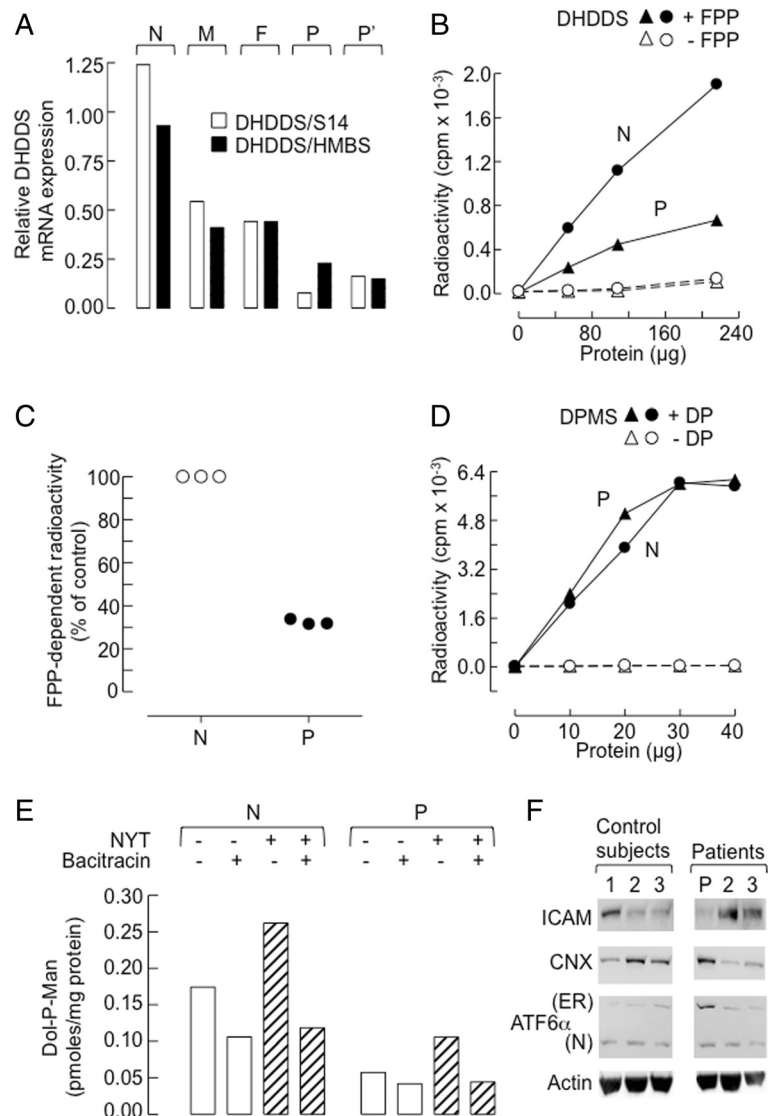 A
N M F P P'
Relative DHDDS
mRNA expression
1.25
1.00
0.75
0.50
0.25
0.00
DHDDS/S14
DHDDS/HMBS
B
DHDDS ▲ ● + FPP
△ ○ - FPP
Radioactivity (cpm x 10-3)
2.0
1.6
1.2
0.8
0.4
0.0
N
P
0 80 160 240
Protein (µg)
C
FPP-dependent radioactivity
(% of control)
100
80
60
40
20
0
N P
D
DPMS ▲ ● + DP
△ ○ - DP
Radioactivity (cpm x 10-3)
6.4
4.8
3.2
1.6
0.0
P
N
0 10 20 30 40
Protein (µg)
E
N P
NYT - - + + - - + +
Bacitracin - + - + - + - +
Dol-P-Man
(pmoles/mg protein)
0.30
0.25
0.20
0.15
0.10
0.05
0.00
F
Control
subjects
Patients
1 2 3 P 2 3
ICAM
CNX
(ER)
ATF6α
(N)
Actin